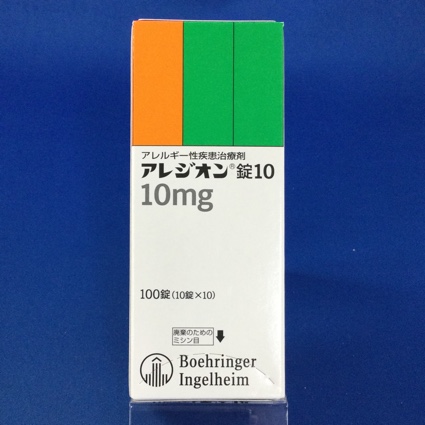 アレルギー性疾患治療剤
アレジオン®錠10
10mg
100錠(10錠×10)
廃棄のための
ミシン目
Boehringer
Ingelheim